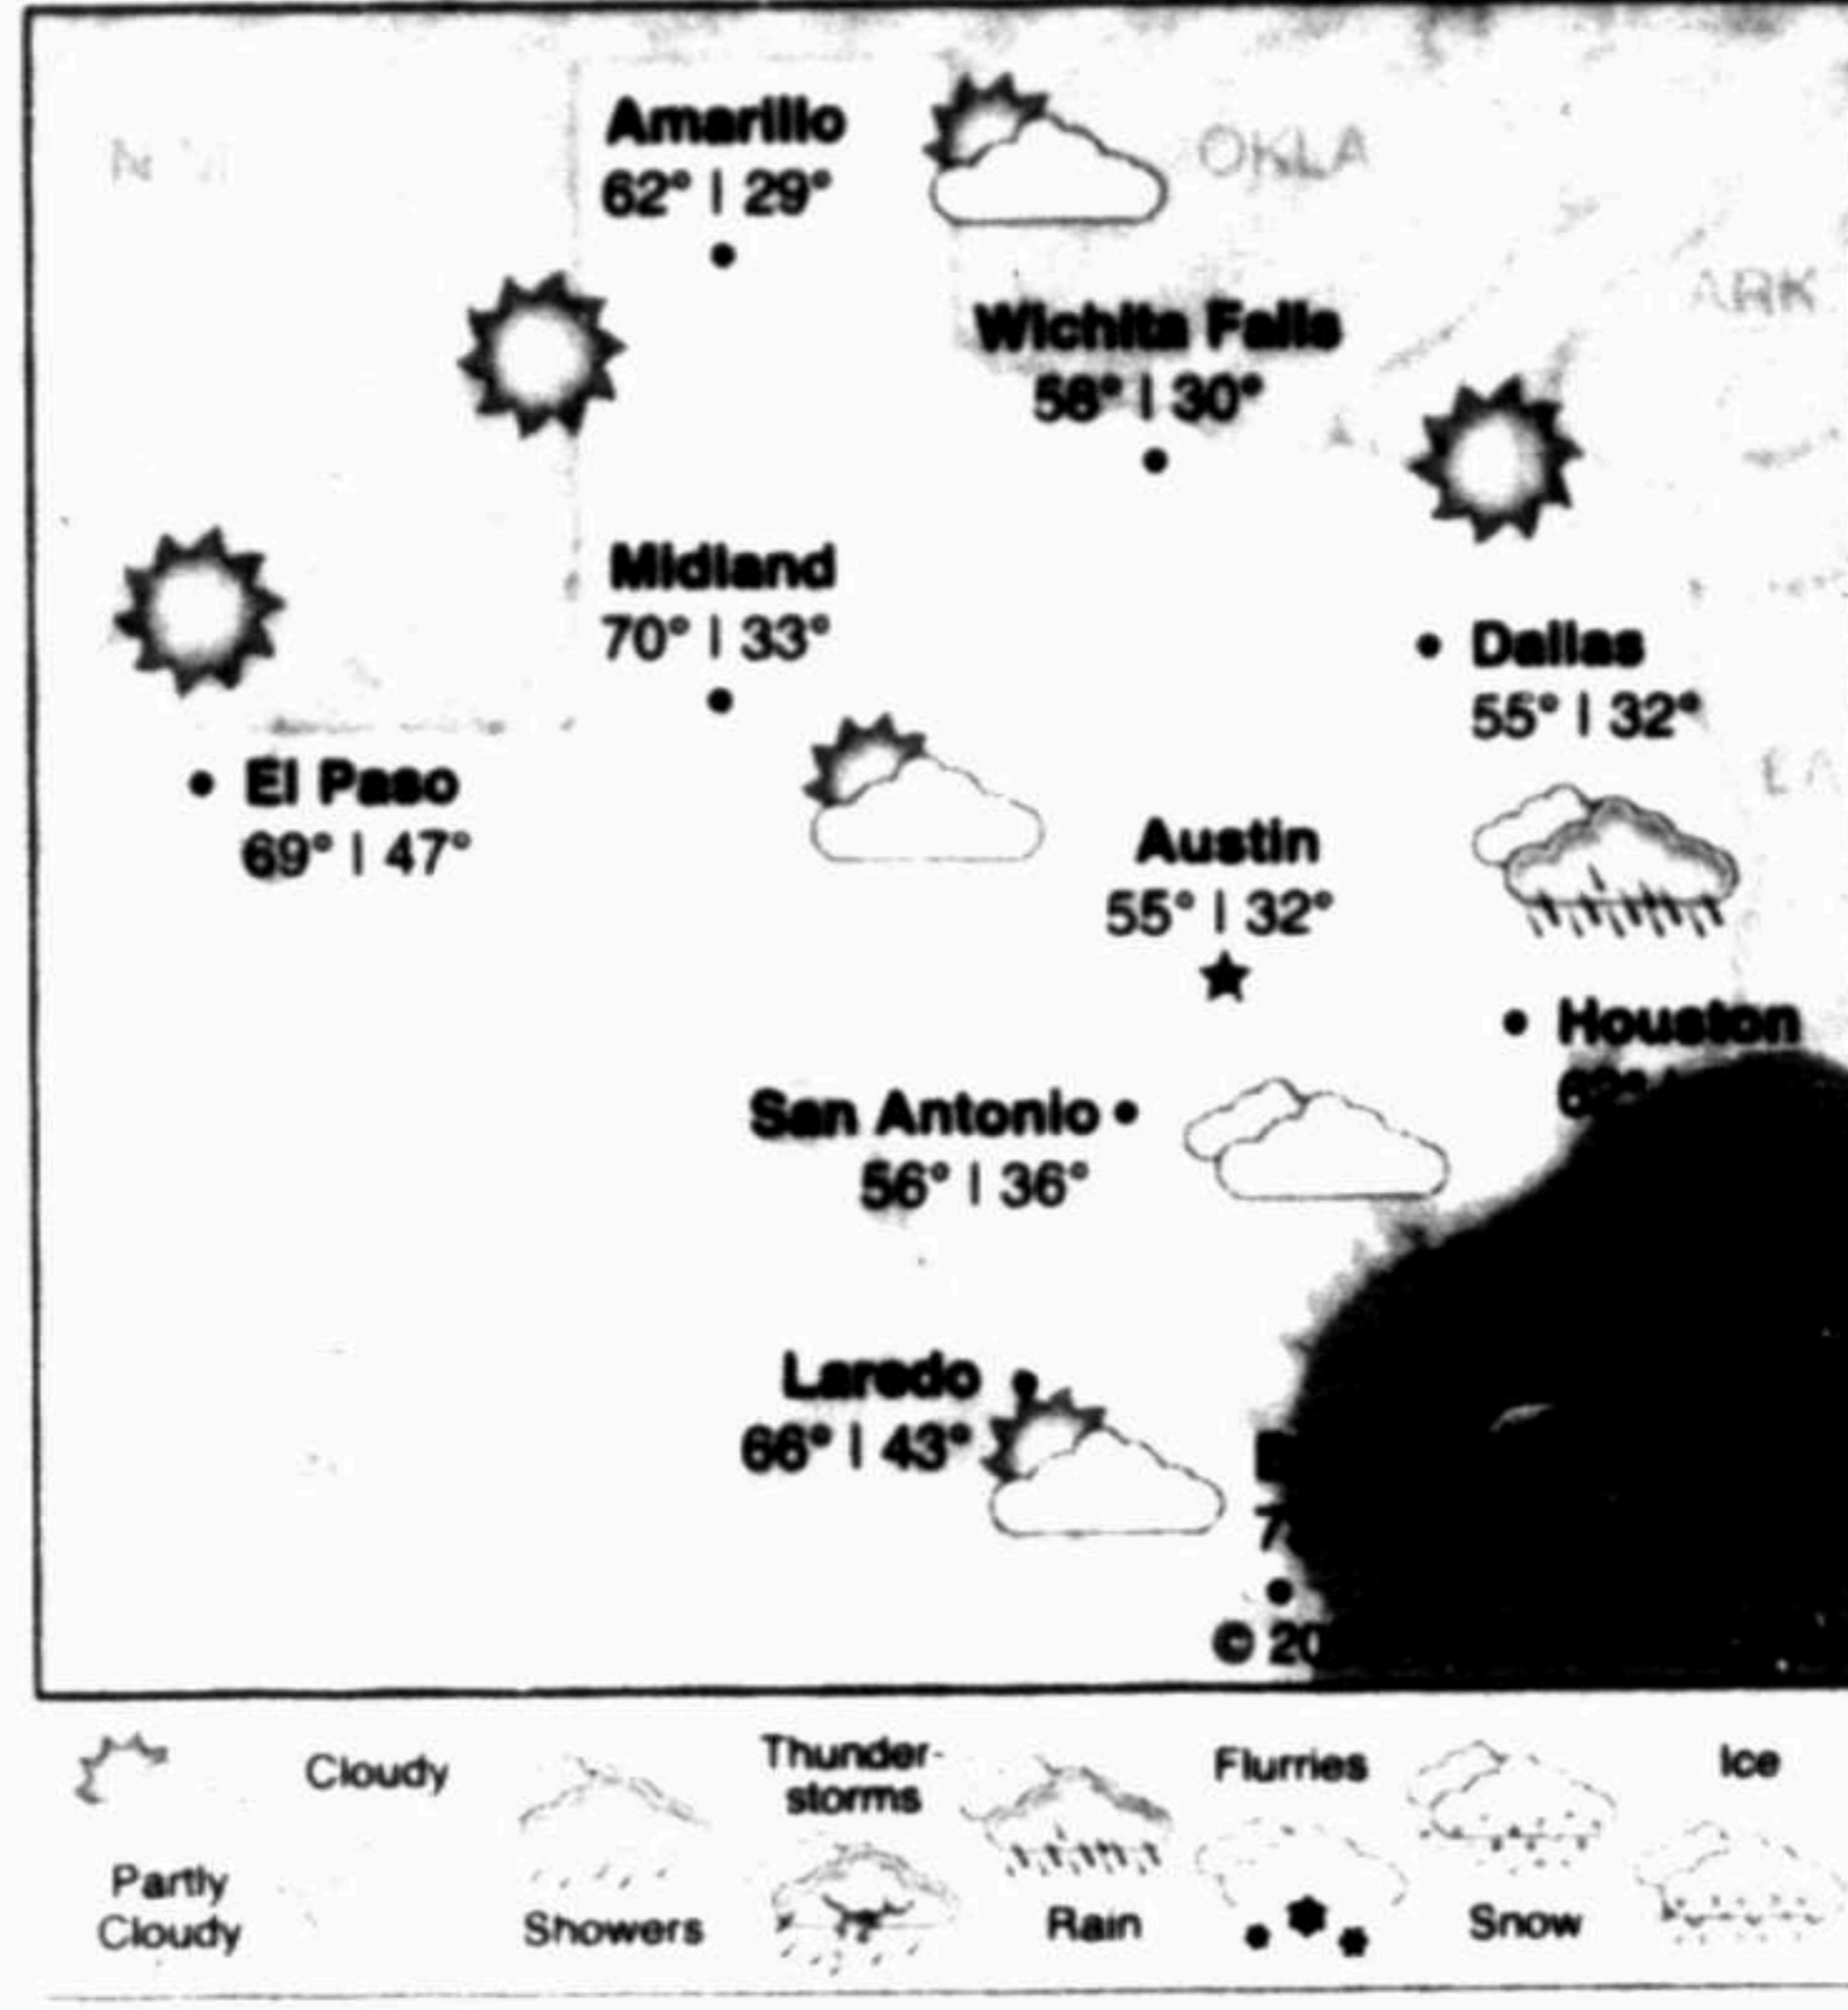 Amarillo
62° | 29°
OKLA
ARK
Wichita Falls
58° | 30°
Midland
70° | 33°
Dallas
55° | 32°
El Paso
69° | 47°
Austin
55° | 32°
Houston
San Antonio
56° | 36°
Laredo
66° | 43°
© 20
Cloudy
Thunder-
storms
Flurries
Ice
Partly
Cloudy
Showers
Rain
Snow